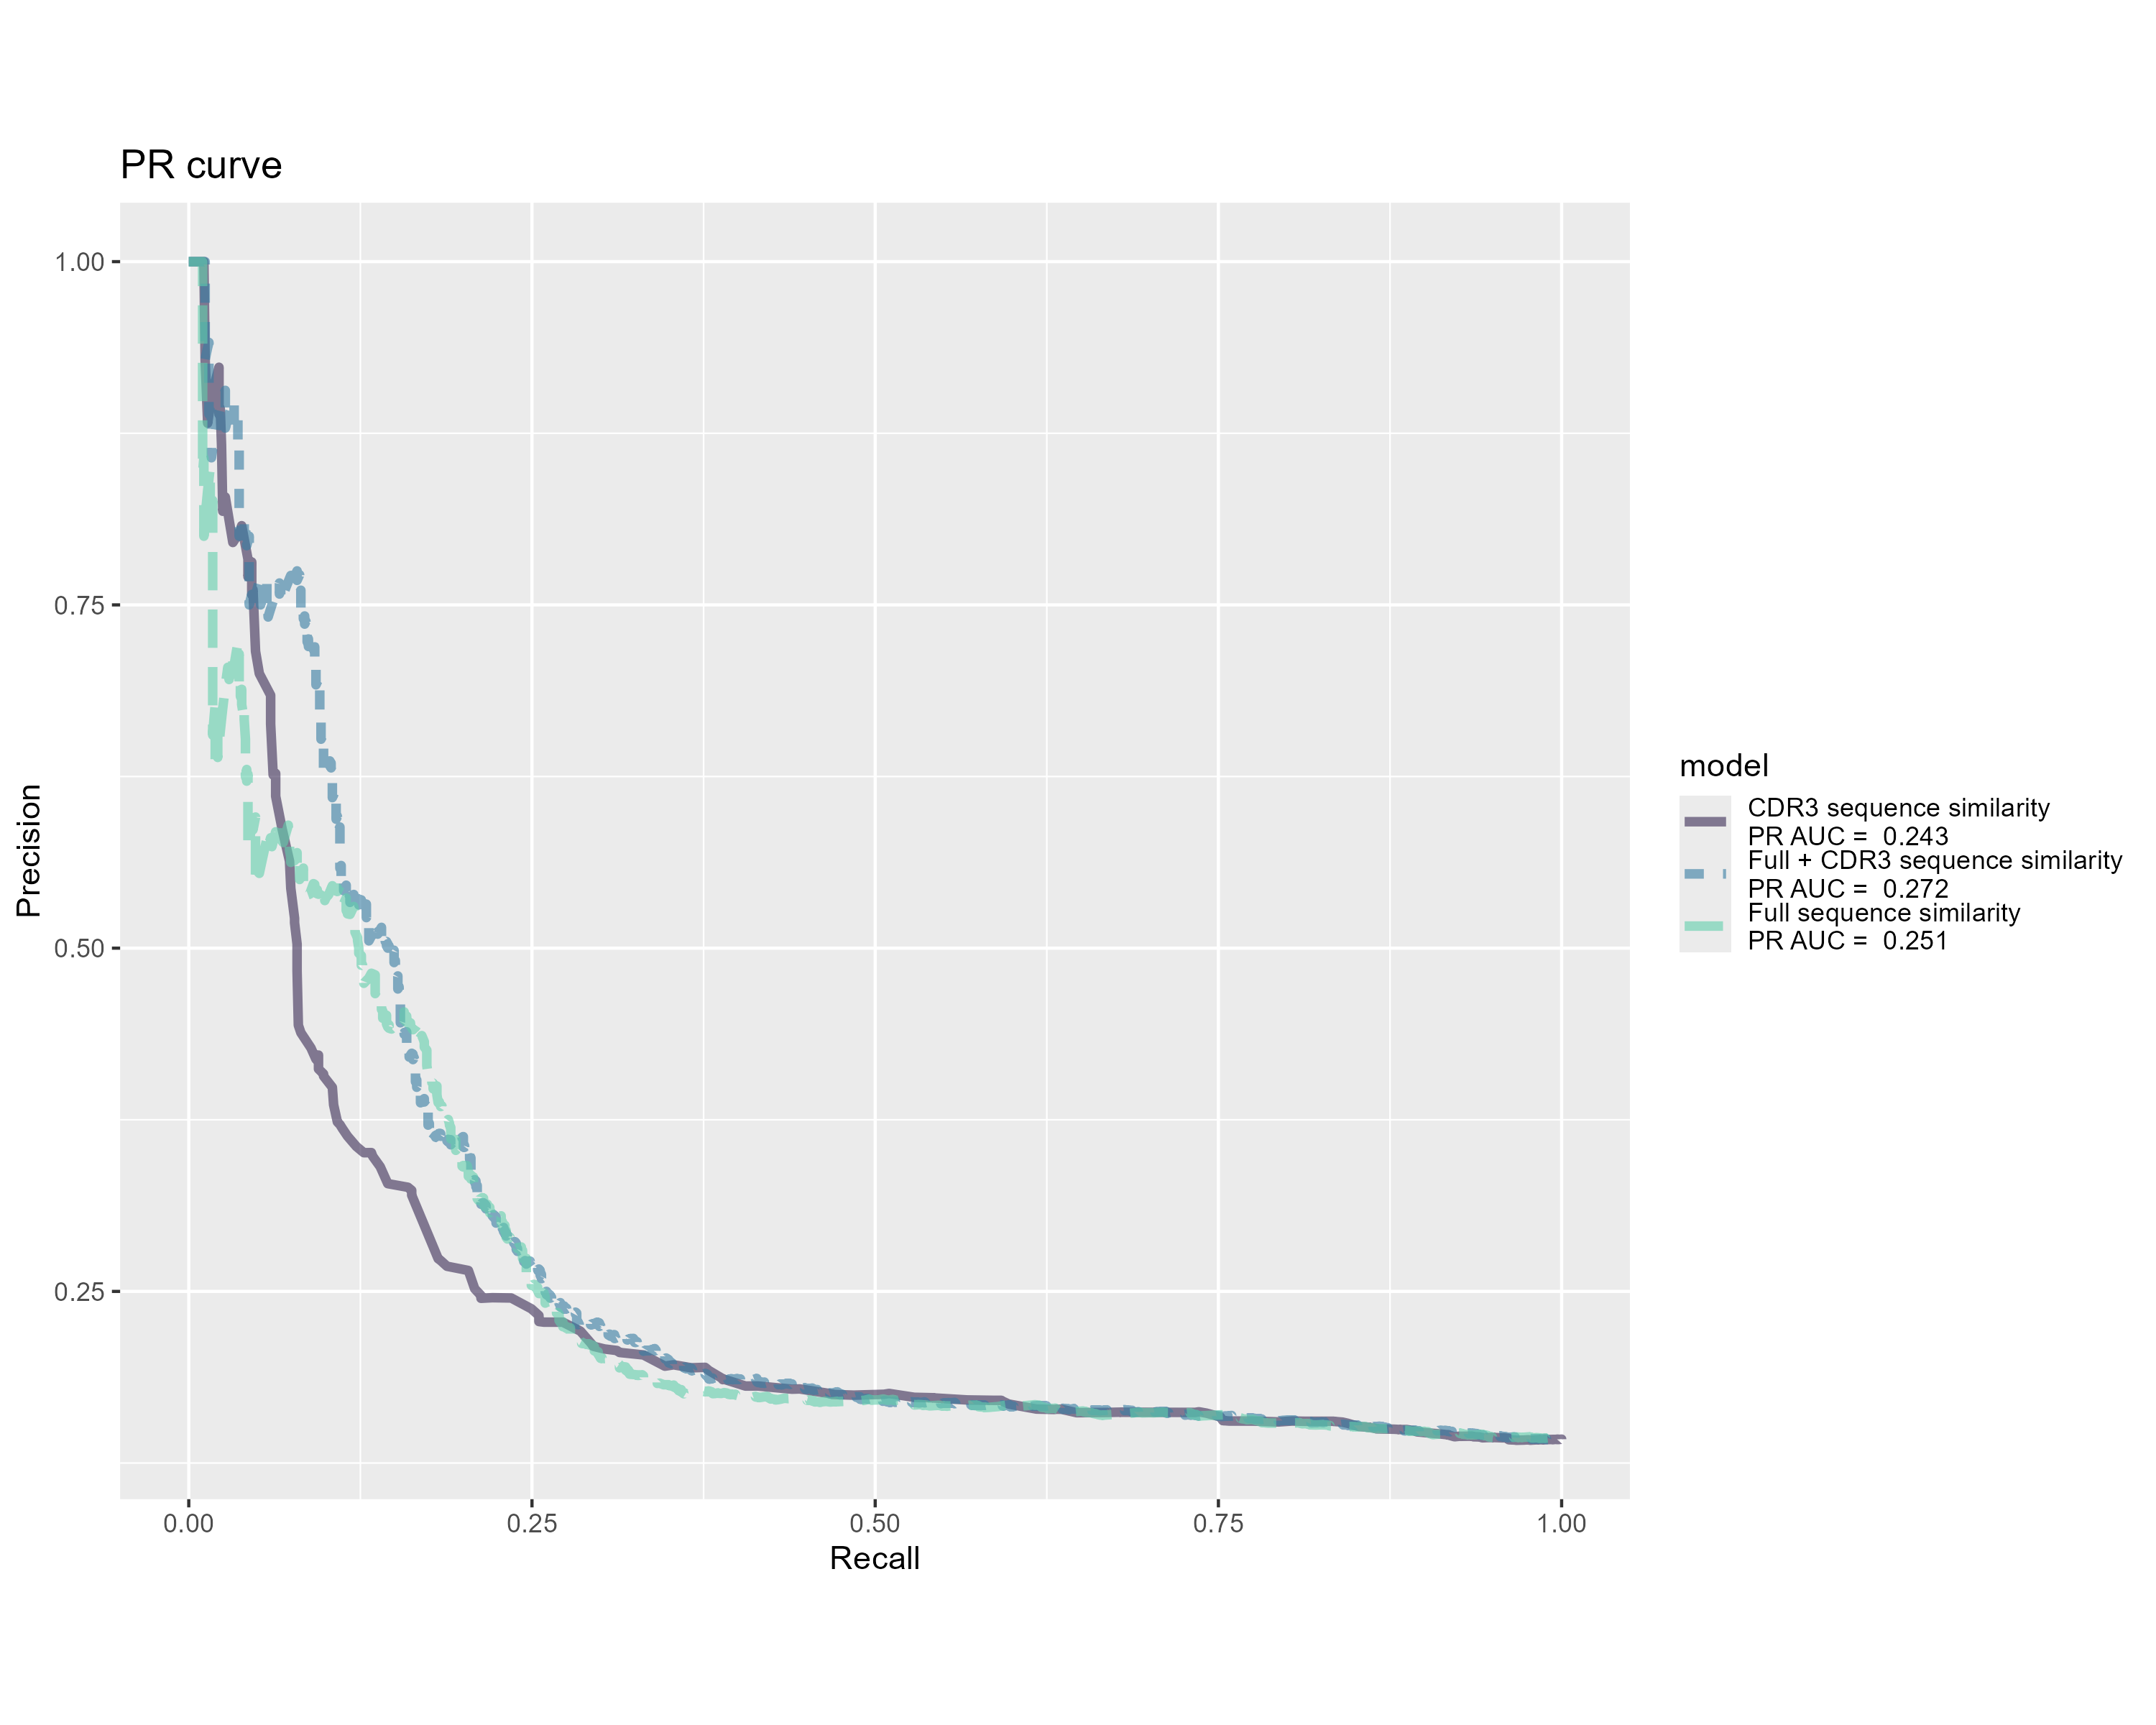 PR curve
1.00
0.75
0.50
0.25
Precision
0.00
0.25
0.50
0.75
1.00
Recall
model
CDR3 sequence similarity
PR AUC = 0.243
Full + CDR3 sequence similarity
PR AUC = 0.272
Full sequence similarity
PR AUC = 0.251